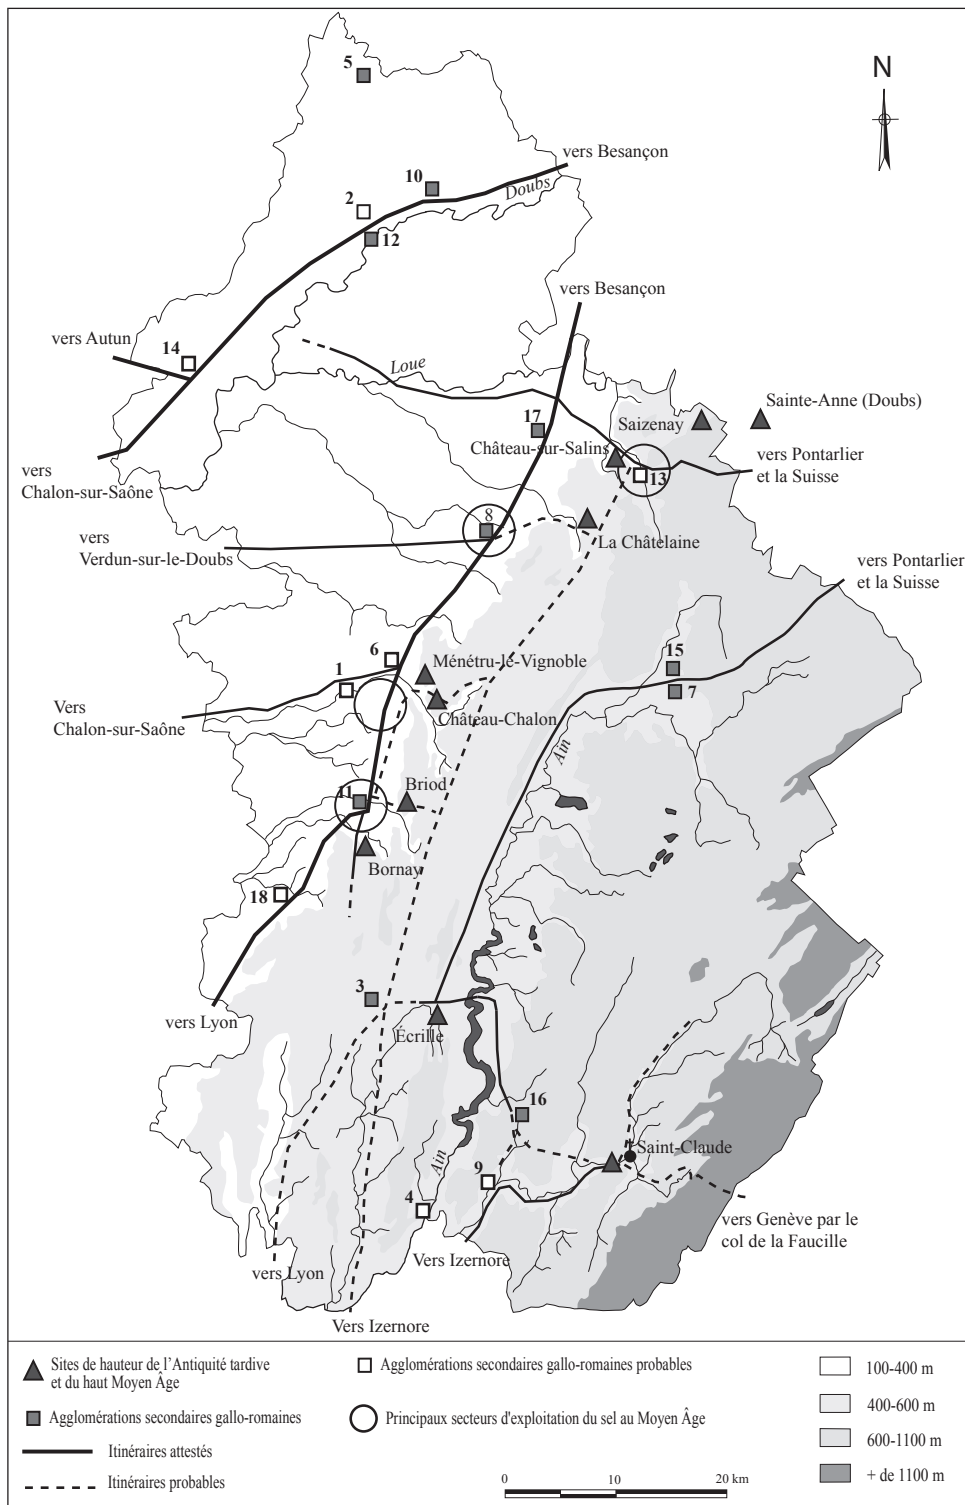 N
5
vers Besançon
10
Doubs
2
12
vers Besançon
vers Autun
14
Loue
Sainte-Anne (Doubs)
17
Saizenay
Château-sur-Salins
vers
Chalon-sur-Saône
vers Pontarlier
et la Suisse
13
8
vers
Verdun-sur-le-Doubs
La Châtelaine
vers Pontarlier
et la Suisse
6
Ménétru-le-Vignoble
15
1
7
Vers
Chalon-sur-Saône
Château-Chalon
Ain
Briod
11
Bornay
18
3
vers Lyon
Écrille
16
Saint-Claude
Ain
9
4
vers Genève par le
col de la Faucille
Vers Izernore
vers Lyon
Vers Izernore
Sites de hauteur de l'Antiquité tardive
et du haut Moyen Âge
Agglomérations secondaires gallo-romaines
Itinéraires attestés
Itinéraires probables
Agglomérations secondaires gallo-romaines probables
Principaux secteurs d'exploitation du sel au Moyen Âge
0 10 20 km
100-400 m
400-600 m
600-1100 m
+ de 1100 m